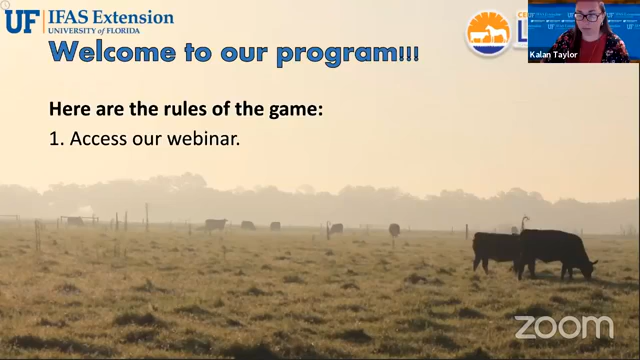 UF IFAS Extension
UNIVERSITY of FLORIDA
Welcome to our program!!!
Kalan Taylor
Here are the rules of the game:
1. Access our webinar.
zoom